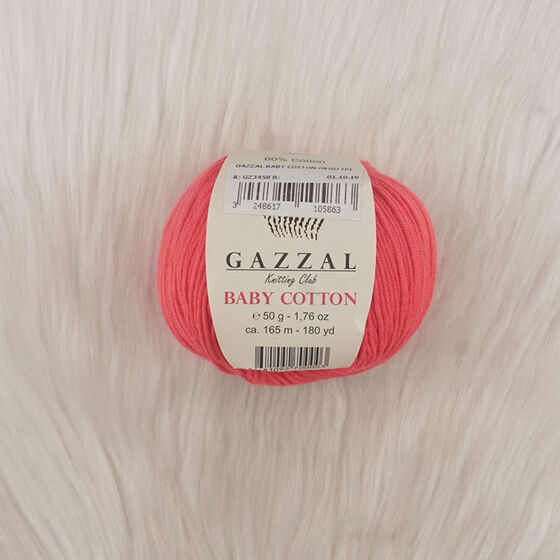 60% Cotton
GAZZAL BABY COTTON
B: GZ3458 B: 01.10.19
3 248617 105863
GAZZAL
Knitting Club
BABY COTTON
℮ 50 g - 1,76 oz
ca. 165 m - 180 yd